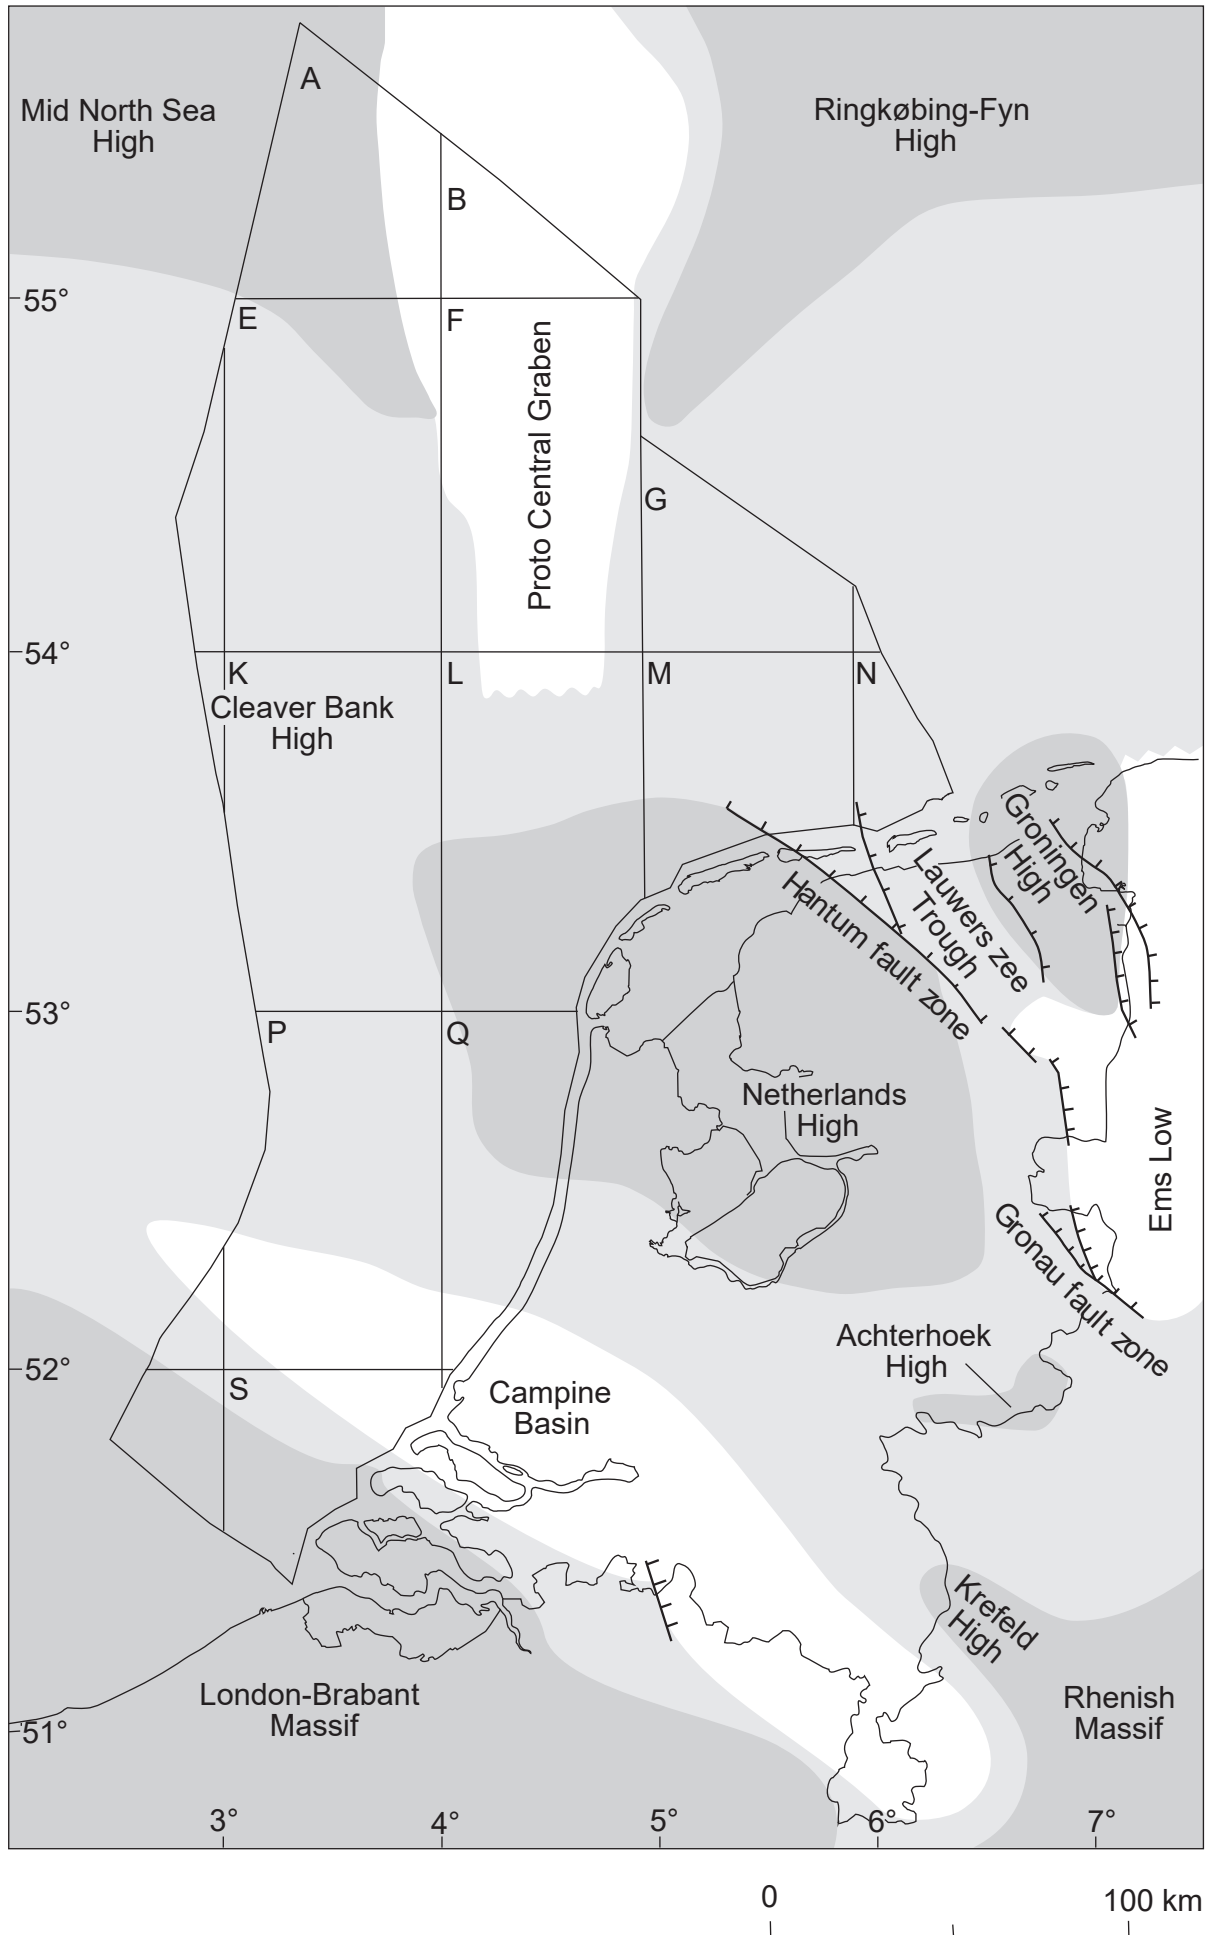 A
Mid North Sea
High
Ringkøbing-Fyn
High
B
55°
E
F
Proto Central Graben
G
54°
K
L
M
N
Cleaver Bank
High
Groningen
High
Lauwers zee
Trough
Hantum fault zone
53°
P
Q
Netherlands
High
Ems Low
Gronau fault zone
Achterhoek
High
52°
S
Campine
Basin
Krefeld
High
London-Brabant
Massif
Rhenish
Massif
51°
3°
4°
5°
6°
7°
0
100 km